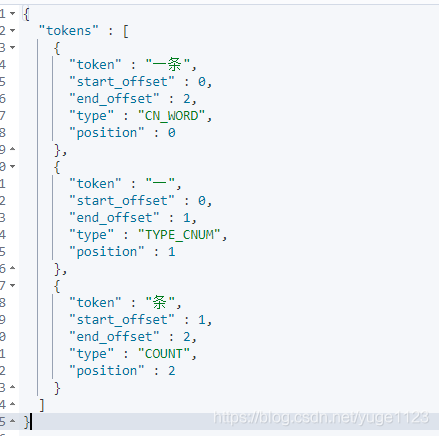 1 {
2 "tokens" : [
3 {
4 "token" : "一条",
5 "start_offset" : 0,
6 "end_offset" : 2,
7 "type" : "CN_WORD",
8 "position" : 0
9 },
0 {
1 "token" : "一",
2 "start_offset" : 0,
3 "end_offset" : 1,
4 "type" : "TYPE_CNUM",
5 "position" : 1
6 },
7 {
8 "token" : "条",
9 "start_offset" : 1,
0 "end_offset" : 2,
1 "type" : "COUNT",
2 "position" : 2
3 }
4 ]
5 }
https://blog.csdn.net/yuge1123